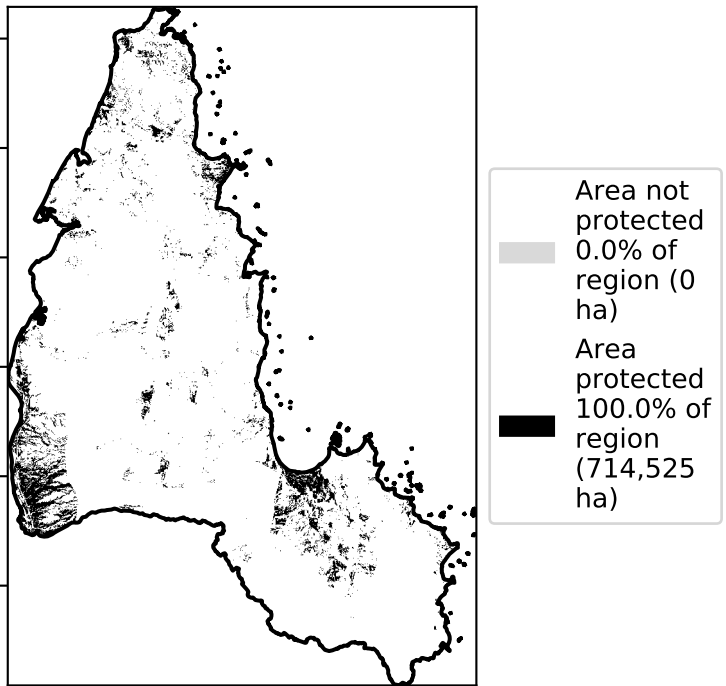 Area not
protected
0.0% of
region (0
ha)
Area
protected
100.0% of
region
(714,525
ha)